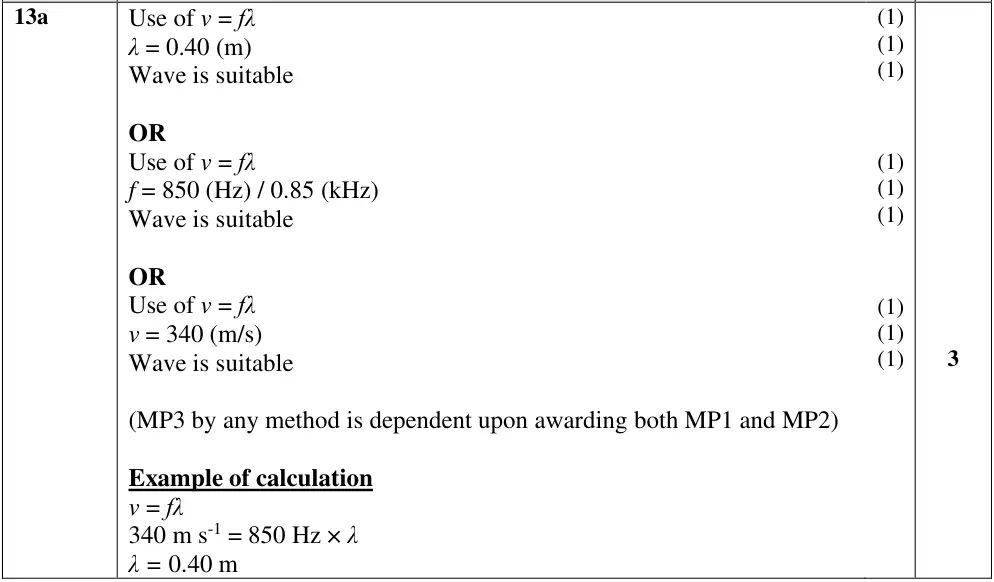 13a
Use of v = fλ (1)
λ = 0.40 (m) (1)
Wave is suitable (1)
OR
Use of v = fλ (1)
f = 850 (Hz) / 0.85 (kHz) (1)
Wave is suitable (1)
OR
Use of v = fλ (1)
v = 340 (m/s) (1)
Wave is suitable (1) 3
(MP3 by any method is dependent upon awarding both MP1 and MP2)
Example of calculation
v = fλ
340 m s⁻¹ = 850 Hz × λ
λ = 0.40 m